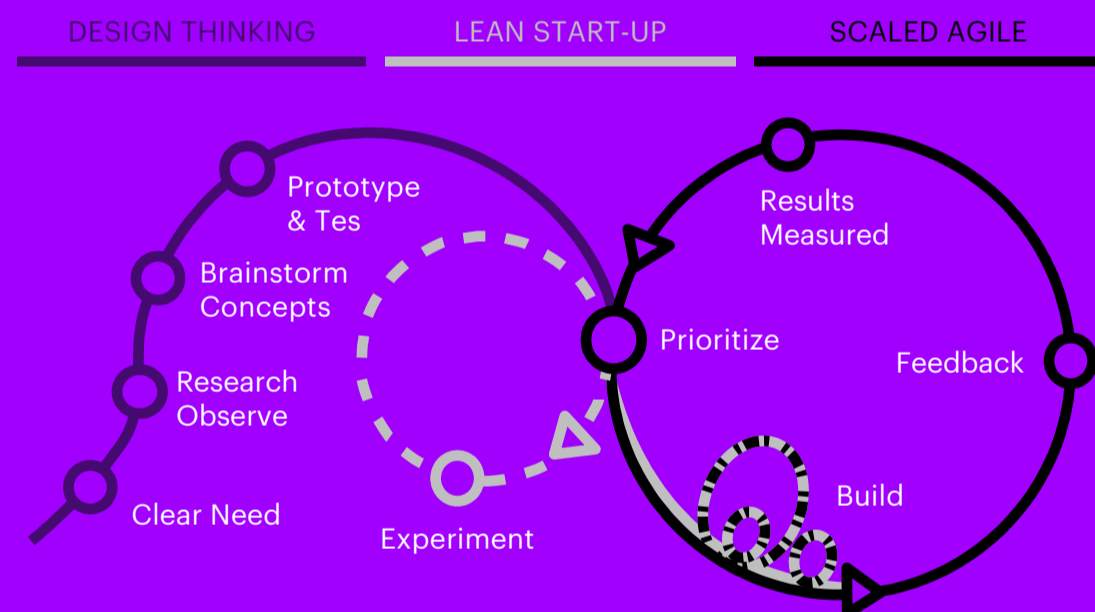 DESIGN THINKING
LEAN START-UP
SCALED AGILE
Prototype
& Tes
Results
Measured
Brainstorm
Concepts
Prioritize
Feedback
Research
Observe
Build
Clear Need
Experiment